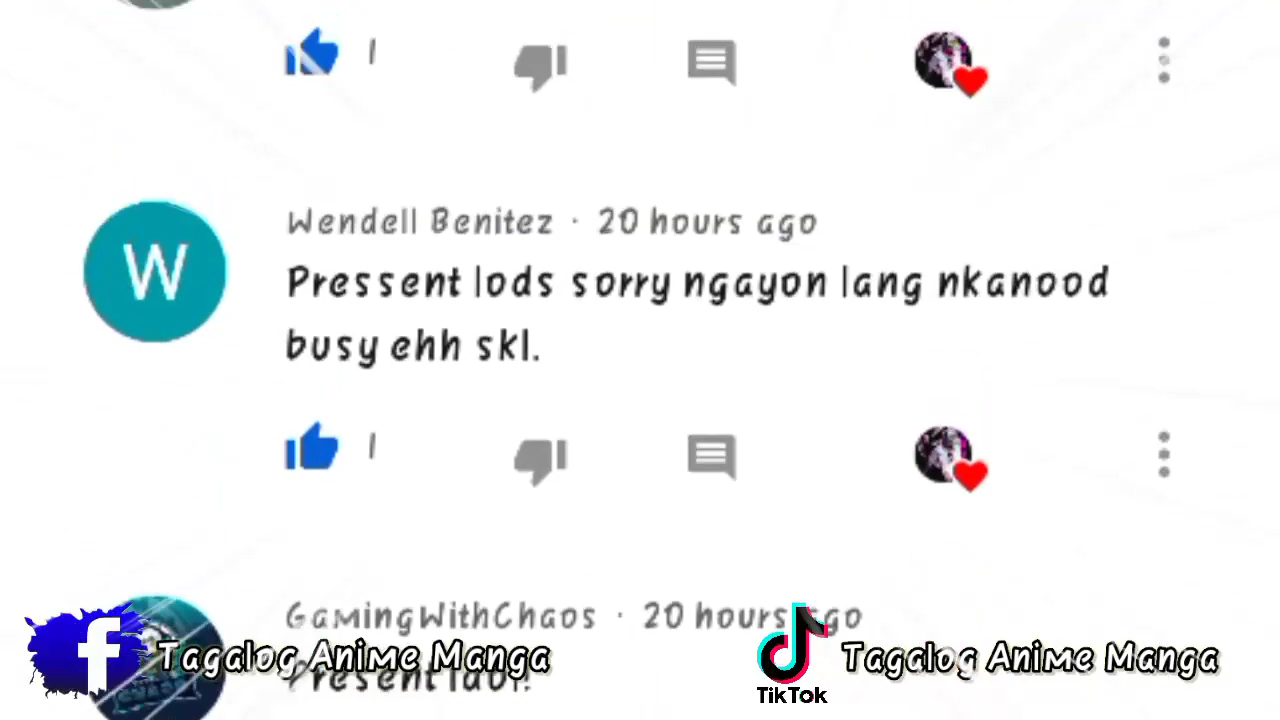 W
Wendell Benitez · 20 hours ago
Pressent lods sorry ngayon lang nkanood
busy ehh skl.
GamingWithChaos · 20 hours ago
Present
f Tagalog Anime Manga
TikTok
Tagalog Anime Manga